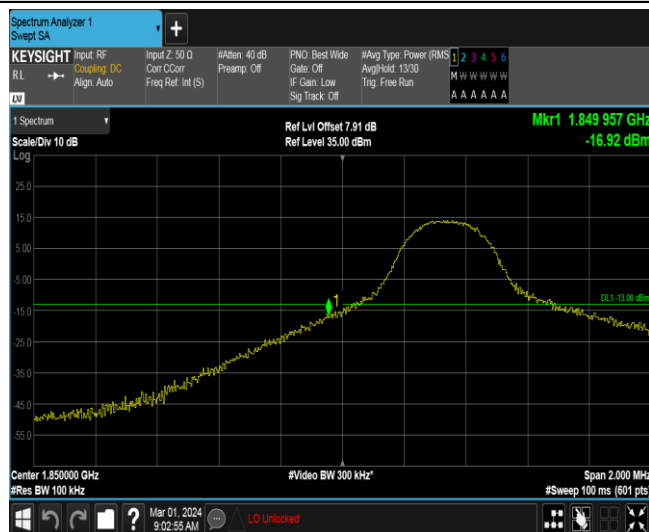 Spectrum Analyzer 1
Swept SA
+
KEYSIGHT
RL
LXI
Input: RF
Coupling: DC
Align: Auto
Input Z: 50 Ω
Corr CCorr
Freq Ref: Int (S)
#Atten: 40 dB
Preamp: Off
PNO: Best Wide
Gate: Off
IF Gain: Low
Sig Track: Off
#Avg Type: Power (RMS
Avg|Hold: 13/30
Trig: Free Run
1 2 3 4 5 6
M W W W W W
A A A A A A
1 Spectrum
Scale/Div 10 dB
Ref Lvl Offset 7.91 dB
Ref Level 35.00 dBm
Mkr1 1.849 957 GHz
-16.92 dBm
Log
25.0
15.0
5.00
-5.00
-15.0
-25.0
-35.0
-45.0
-55.0
1
DL1 -13.00 dBm
Center 1.850000 GHz
#Res BW 100 kHz
#Video BW 300 kHz*
Span 2.000 MHz
#Sweep 100 ms (601 pts)
?
Mar 01, 2024
9:02:55 AM
LO Unlocked